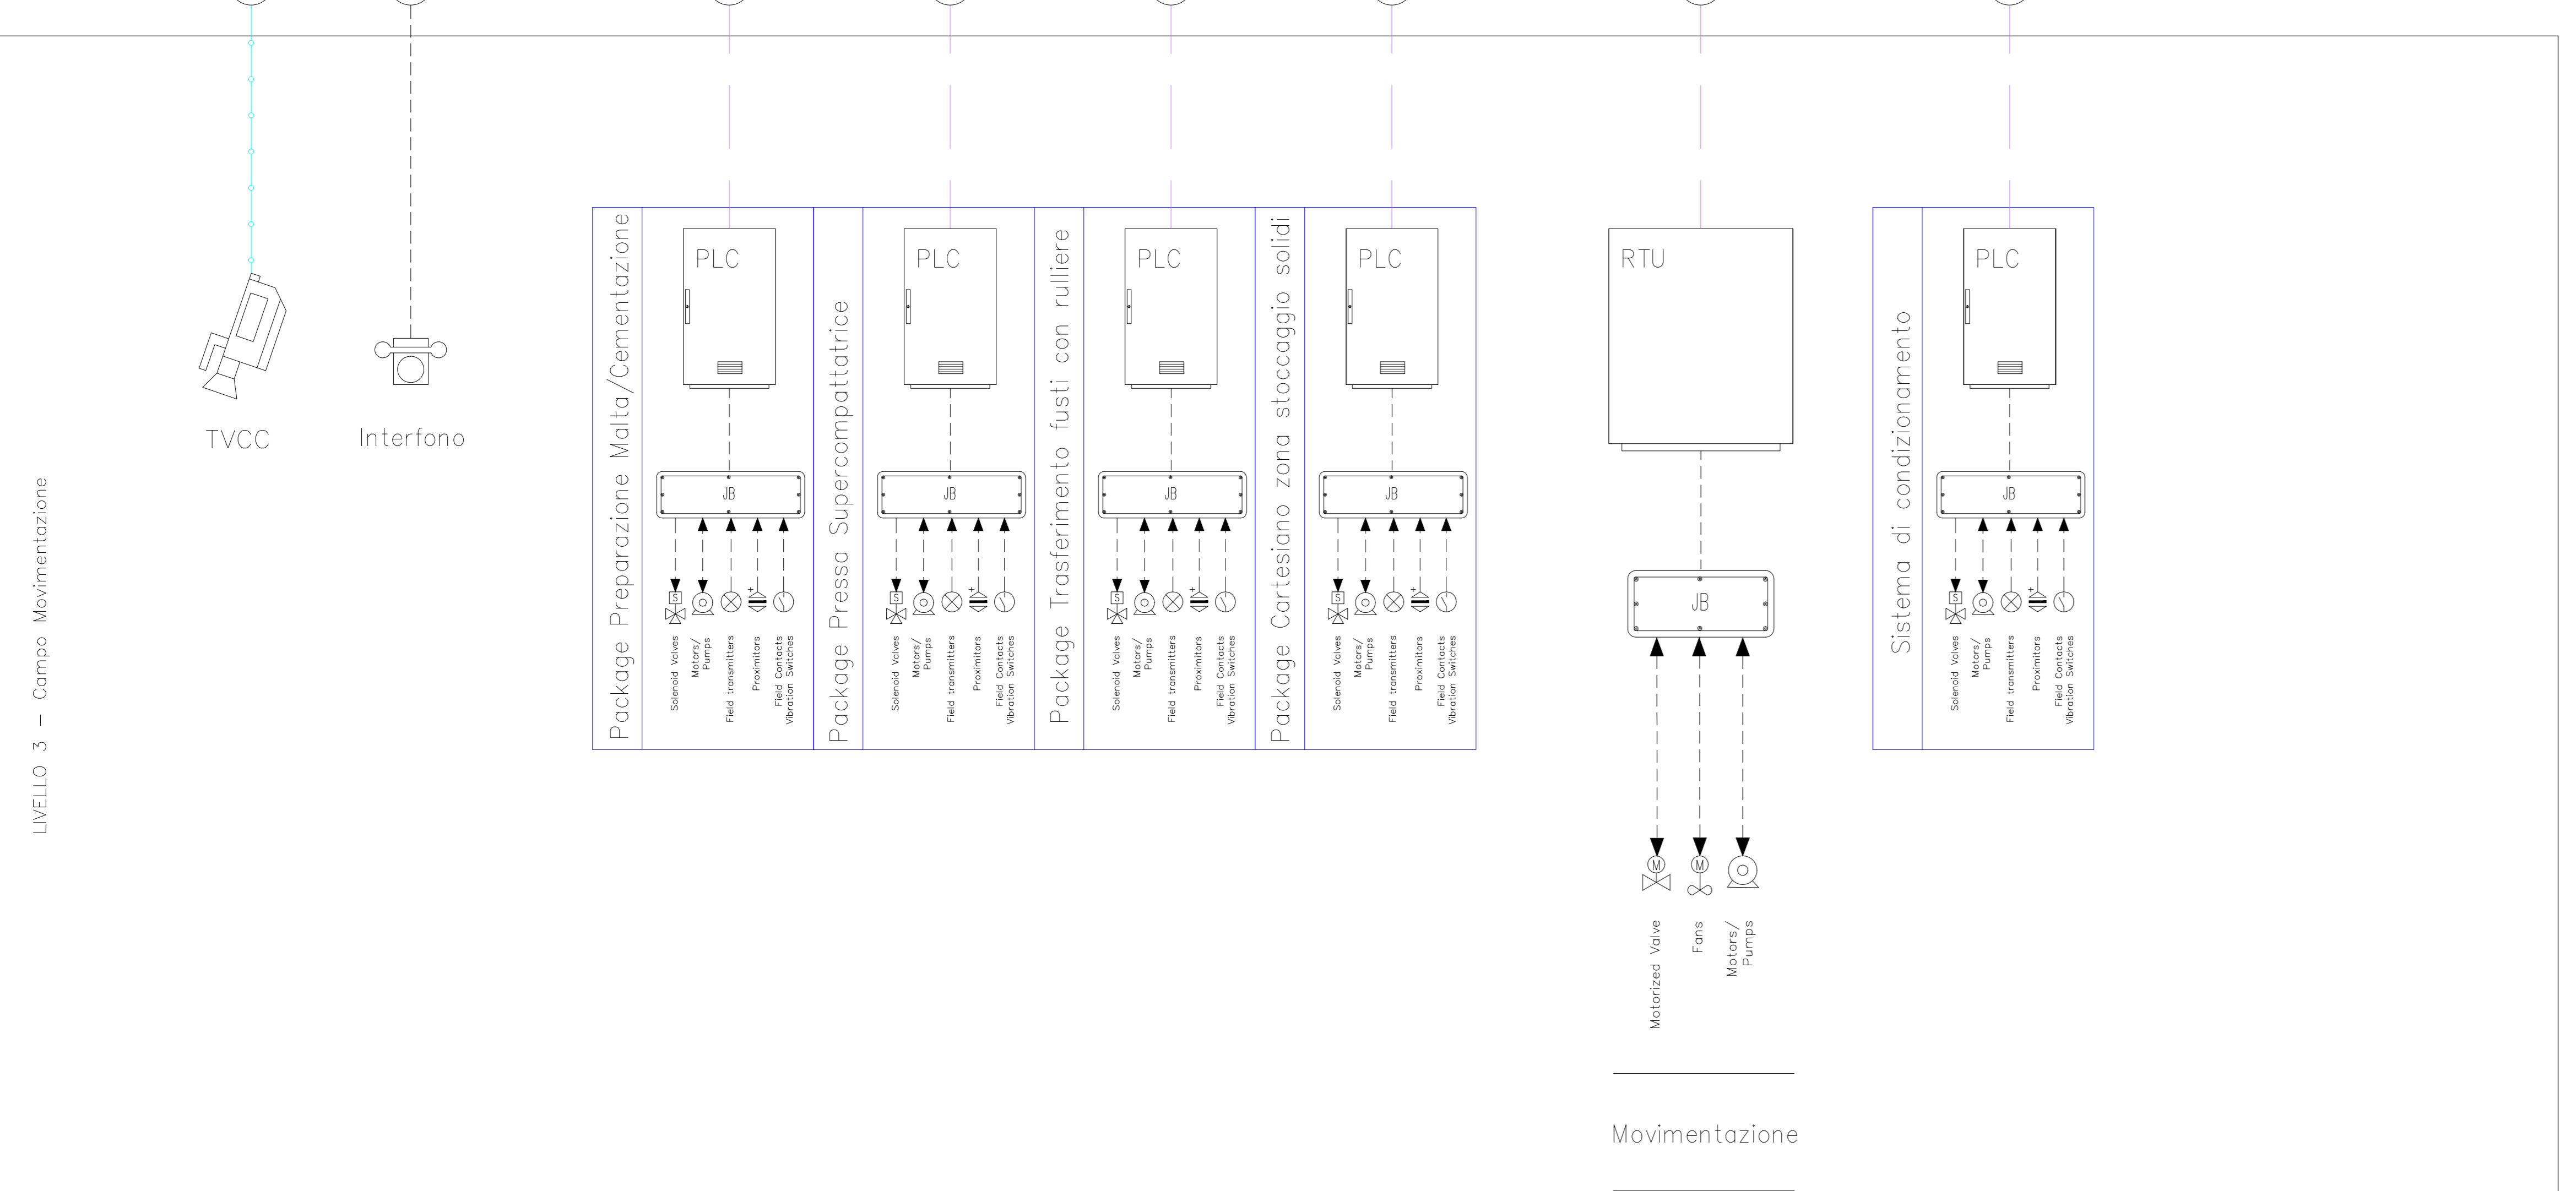 LIVELLO 3 – Campo Movimentazione
TVCC
Interfono
Package Preparazione Malta/Cementazione
PLC
JB
S
+
Solenoid Valves
Motors/
Pumps
Field transmitters
Proximitors
Field Contacts
Vibration Switches
Package Pressa Supercompattatrice
PLC
JB
S
+
Solenoid Valves
Motors/
Pumps
Field transmitters
Proximitors
Field Contacts
Vibration Switches
Package Trasferimento fusti con rulliere
PLC
JB
S
+
Solenoid Valves
Motors/
Pumps
Field transmitters
Proximitors
Field Contacts
Vibration Switches
Package Cartesiano zona stoccaggio solidi
PLC
JB
S
+
Solenoid Valves
Motors/
Pumps
Field transmitters
Proximitors
Field Contacts
Vibration Switches
RTU
JB
M
M
Motorized Valve
Fans
Motors/
Pumps
Movimentazione
Sistema di condizionamento
PLC
JB
S
+
Solenoid Valves
Motors/
Pumps
Field transmitters
Proximitors
Field Contacts
Vibration Switches